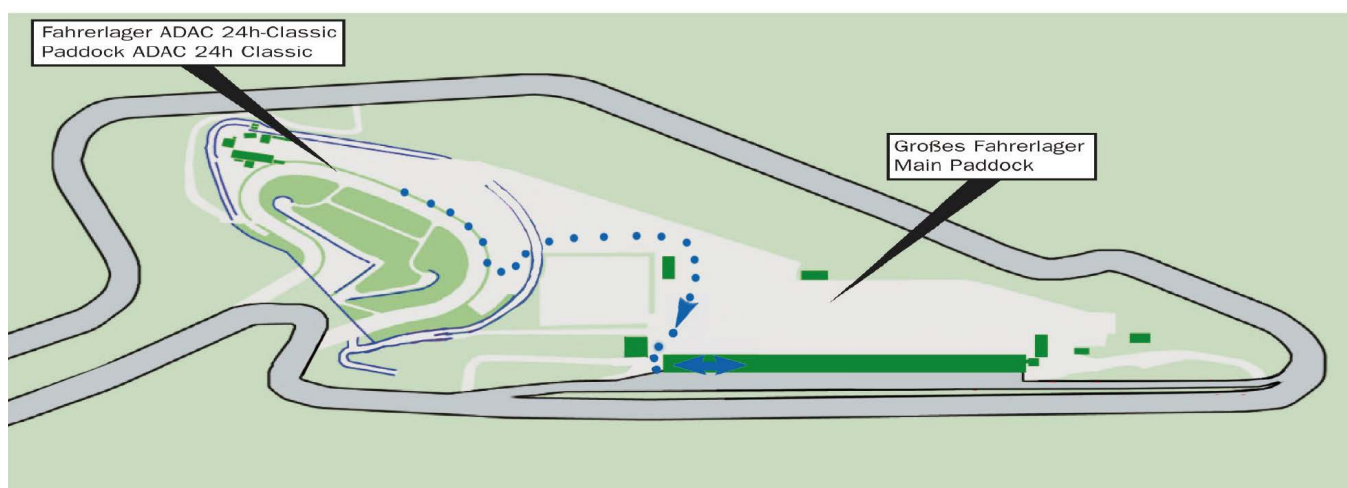 Fahrerlager ADAC 24h-Classic
Paddock ADAC 24h Classic
Großes Fahrerlager
Main Paddock